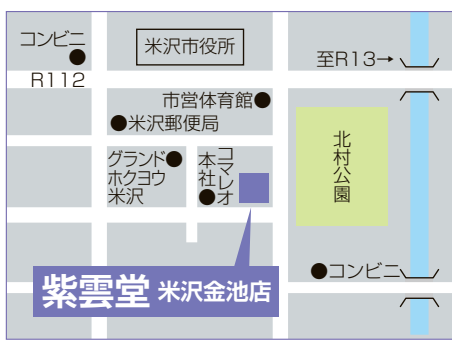 コンビニ
米沢市役所
至R13→
R112
市営体育館
米沢郵便局
グランド
ホクヨウ
米沢
コマレオ
本社
北村公園
コンビニ
紫雲堂 米沢金池店